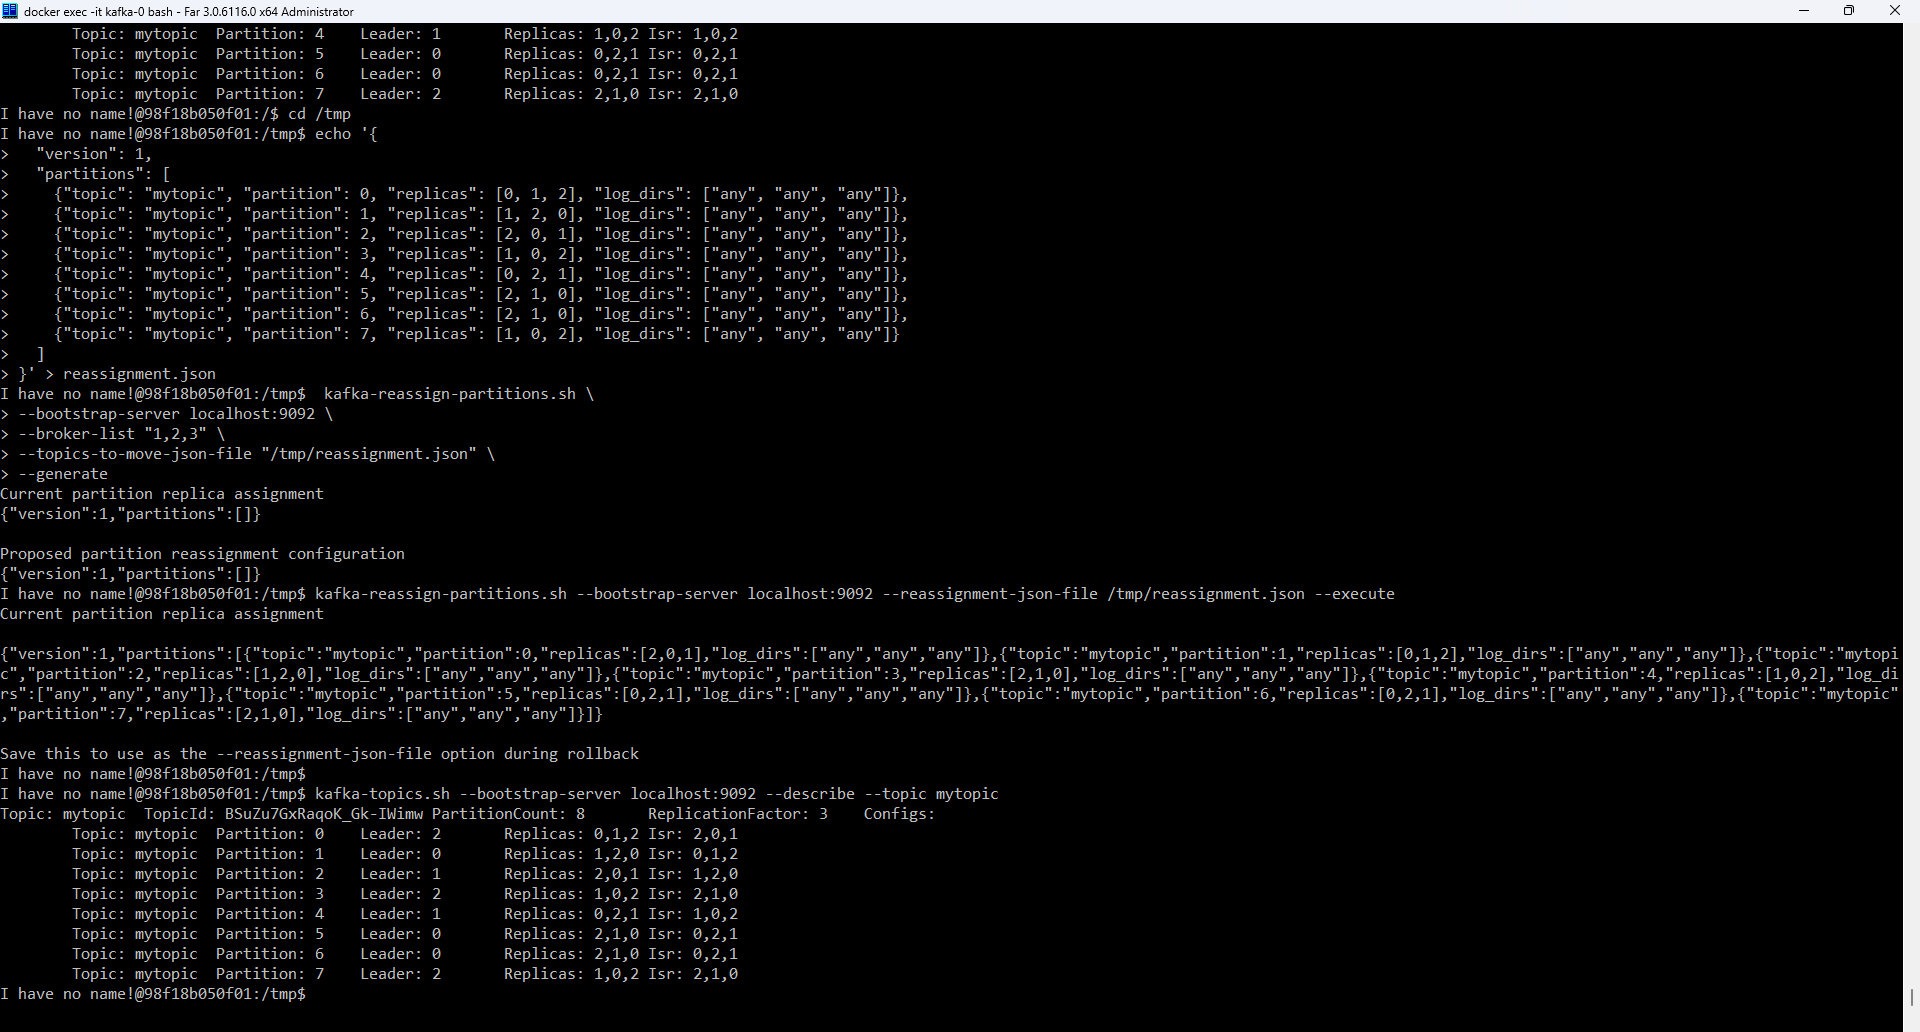 docker exec -it kafka-0 bash - Far 3.0.6116.0 x64 Administrator
        Topic: mytopic  Partition: 4    Leader: 1       Replicas: 1,0,2 Isr: 1,0,2
        Topic: mytopic  Partition: 5    Leader: 0       Replicas: 0,2,1 Isr: 0,2,1
        Topic: mytopic  Partition: 6    Leader: 0       Replicas: 0,2,1 Isr: 0,2,1
        Topic: mytopic  Partition: 7    Leader: 2       Replicas: 2,1,0 Isr: 2,1,0
I have no name!@98f18b050f01:/$ cd /tmp
I have no name!@98f18b050f01:/tmp$ echo '{
>   "version": 1,
>   "partitions": [
>     {"topic": "mytopic", "partition": 0, "replicas": [0, 1, 2], "log_dirs": ["any", "any", "any"]},
>     {"topic": "mytopic", "partition": 1, "replicas": [1, 2, 0], "log_dirs": ["any", "any", "any"]},
>     {"topic": "mytopic", "partition": 2, "replicas": [2, 0, 1], "log_dirs": ["any", "any", "any"]},
>     {"topic": "mytopic", "partition": 3, "replicas": [1, 0, 2], "log_dirs": ["any", "any", "any"]},
>     {"topic": "mytopic", "partition": 4, "replicas": [0, 2, 1], "log_dirs": ["any", "any", "any"]},
>     {"topic": "mytopic", "partition": 5, "replicas": [2, 1, 0], "log_dirs": ["any", "any", "any"]},
>     {"topic": "mytopic", "partition": 6, "replicas": [2, 1, 0], "log_dirs": ["any", "any", "any"]},
>     {"topic": "mytopic", "partition": 7, "replicas": [1, 0, 2], "log_dirs": ["any", "any", "any"]}
>   ]
> }' > reassignment.json
I have no name!@98f18b050f01:/tmp$  kafka-reassign-partitions.sh \
> --bootstrap-server localhost:9092 \
> --broker-list "1,2,3" \
> --topics-to-move-json-file "/tmp/reassignment.json" \
> --generate
Current partition replica assignment
{"version":1,"partitions":[]}
Proposed partition reassignment configuration
{"version":1,"partitions":[]}
I have no name!@98f18b050f01:/tmp$ kafka-reassign-partitions.sh --bootstrap-server localhost:9092 --reassignment-json-file /tmp/reassignment.json --execute
Current partition replica assignment
{"version":1,"partitions":[{"topic":"mytopic","partition":0,"replicas":[2,0,1],"log_dirs":["any","any","any"]},{"topic":"mytopic","partition":1,"replicas":[0,1,2],"log_dirs":["any","any","any"]},{"topic":"mytopi
c","partition":2,"replicas":[1,2,0],"log_dirs":["any","any","any"]},{"topic":"mytopic","partition":3,"replicas":[2,1,0],"log_dirs":["any","any","any"]},{"topic":"mytopic","partition":4,"replicas":[1,0,2],"log_di
rs":["any","any","any"]},{"topic":"mytopic","partition":5,"replicas":[0,2,1],"log_dirs":["any","any","any"]},{"topic":"mytopic","partition":6,"replicas":[0,2,1],"log_dirs":["any","any","any"]},{"topic":"mytopic"
,"partition":7,"replicas":[2,1,0],"log_dirs":["any","any","any"]}]}
Save this to use as the --reassignment-json-file option during rollback
I have no name!@98f18b050f01:/tmp$
I have no name!@98f18b050f01:/tmp$ kafka-topics.sh --bootstrap-server localhost:9092 --describe --topic mytopic
Topic: mytopic  TopicId: BSuZu7GxRaqoK_Gk-IWimw PartitionCount: 8       ReplicationFactor: 3    Configs:
        Topic: mytopic  Partition: 0    Leader: 2       Replicas: 0,1,2 Isr: 2,0,1
        Topic: mytopic  Partition: 1    Leader: 0       Replicas: 1,2,0 Isr: 0,1,2
        Topic: mytopic  Partition: 2    Leader: 1       Replicas: 2,0,1 Isr: 1,2,0
        Topic: mytopic  Partition: 3    Leader: 2       Replicas: 1,0,2 Isr: 2,1,0
        Topic: mytopic  Partition: 4    Leader: 1       Replicas: 0,2,1 Isr: 1,0,2
        Topic: mytopic  Partition: 5    Leader: 0       Replicas: 2,1,0 Isr: 0,2,1
        Topic: mytopic  Partition: 6    Leader: 0       Replicas: 2,1,0 Isr: 0,2,1
        Topic: mytopic  Partition: 7    Leader: 2       Replicas: 1,0,2 Isr: 2,1,0
I have no name!@98f18b050f01:/tmp$